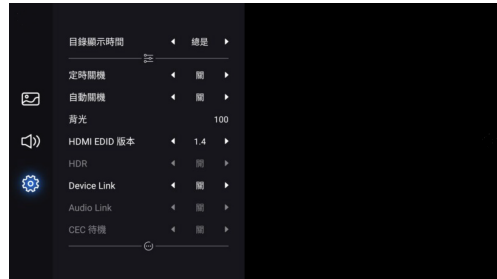 目錄顯示時間 總是
定時關機 關
自動關機 關
背光 100
HDMI EDID 版本 1.4
HDR 開
Device Link 關
Audio Link 關
CEC 待機 關